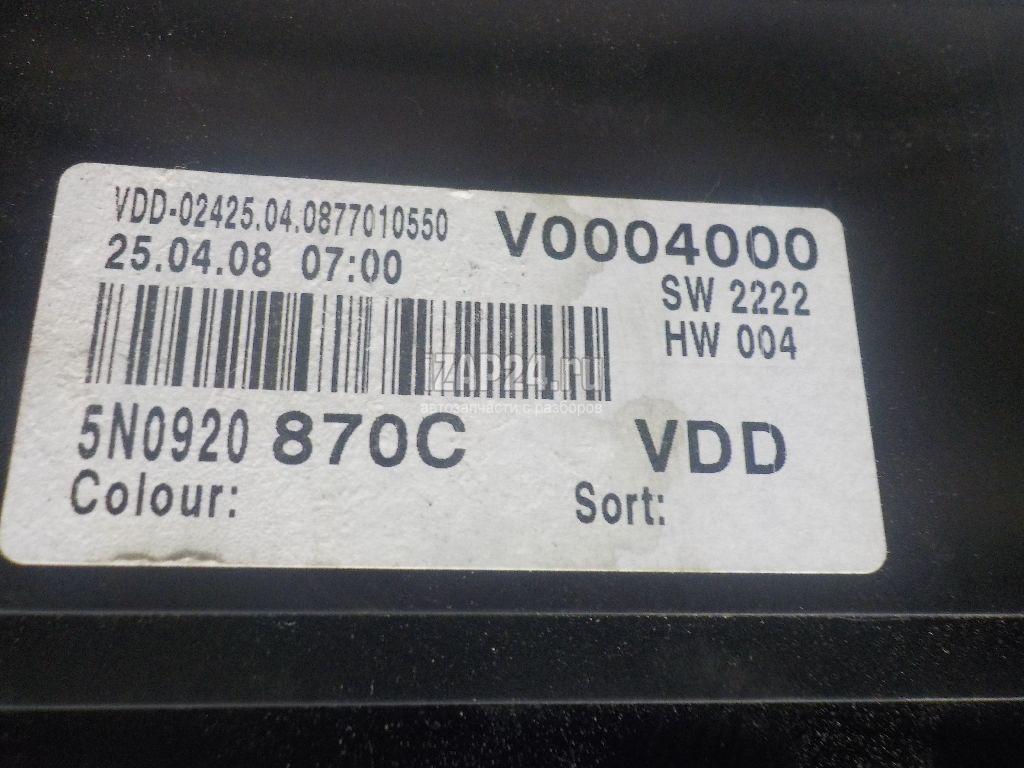 VDD-02425.04.0877010550
V0004000
25.04.08 07:00
SW 2222
HW 004
iZAP24.ru
автозапчасти с разборов
5N0920 870C
VDD
Colour:
Sort: